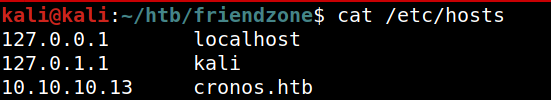 kali@kali:~/htb/friendzone$ cat /etc/hosts
127.0.0.1 localhost
127.0.1.1 kali
10.10.10.13 cronos.htb